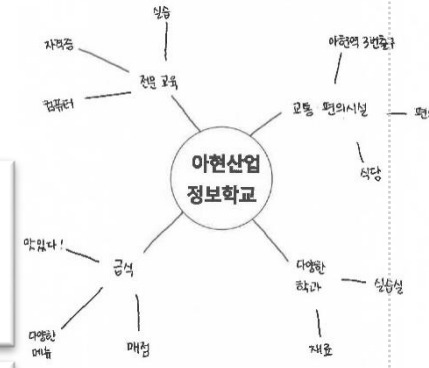 실습
자격증
전문 교육
컴퓨터
아현역 3번출구
교통 편의시설
식당
아현산업
정보학교
맛있다!
급식
다양한
메뉴
매점
다양한
학과
실습실
재료